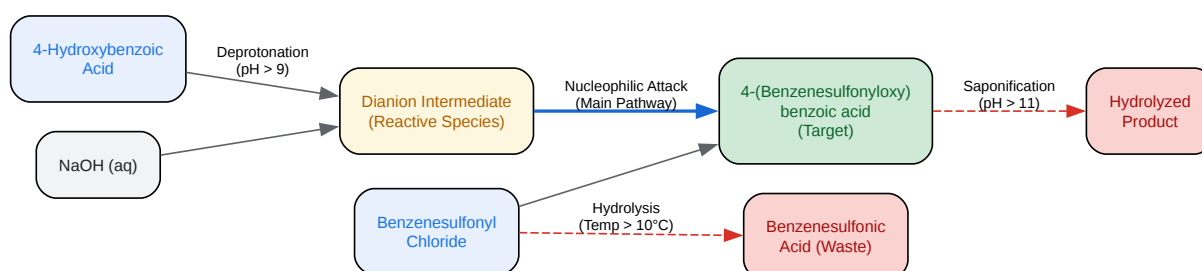 4-Hydroxybenzoic
Acid
Deprotonation
(pH > 9)
NaOH (aq)
Dianion Intermediate
(Reactive Species)
Nucleophilic Attack
(Main Pathway)
4-(Benzenesulfonyloxy)
benzoic acid
(Target)
Saponification
(pH > 11)
Hydrolyzed
Product
Benzenesulfonyl
Chloride
Hydrolysis
(Temp > 10°C)
Benzenesulfonic
Acid (Waste)